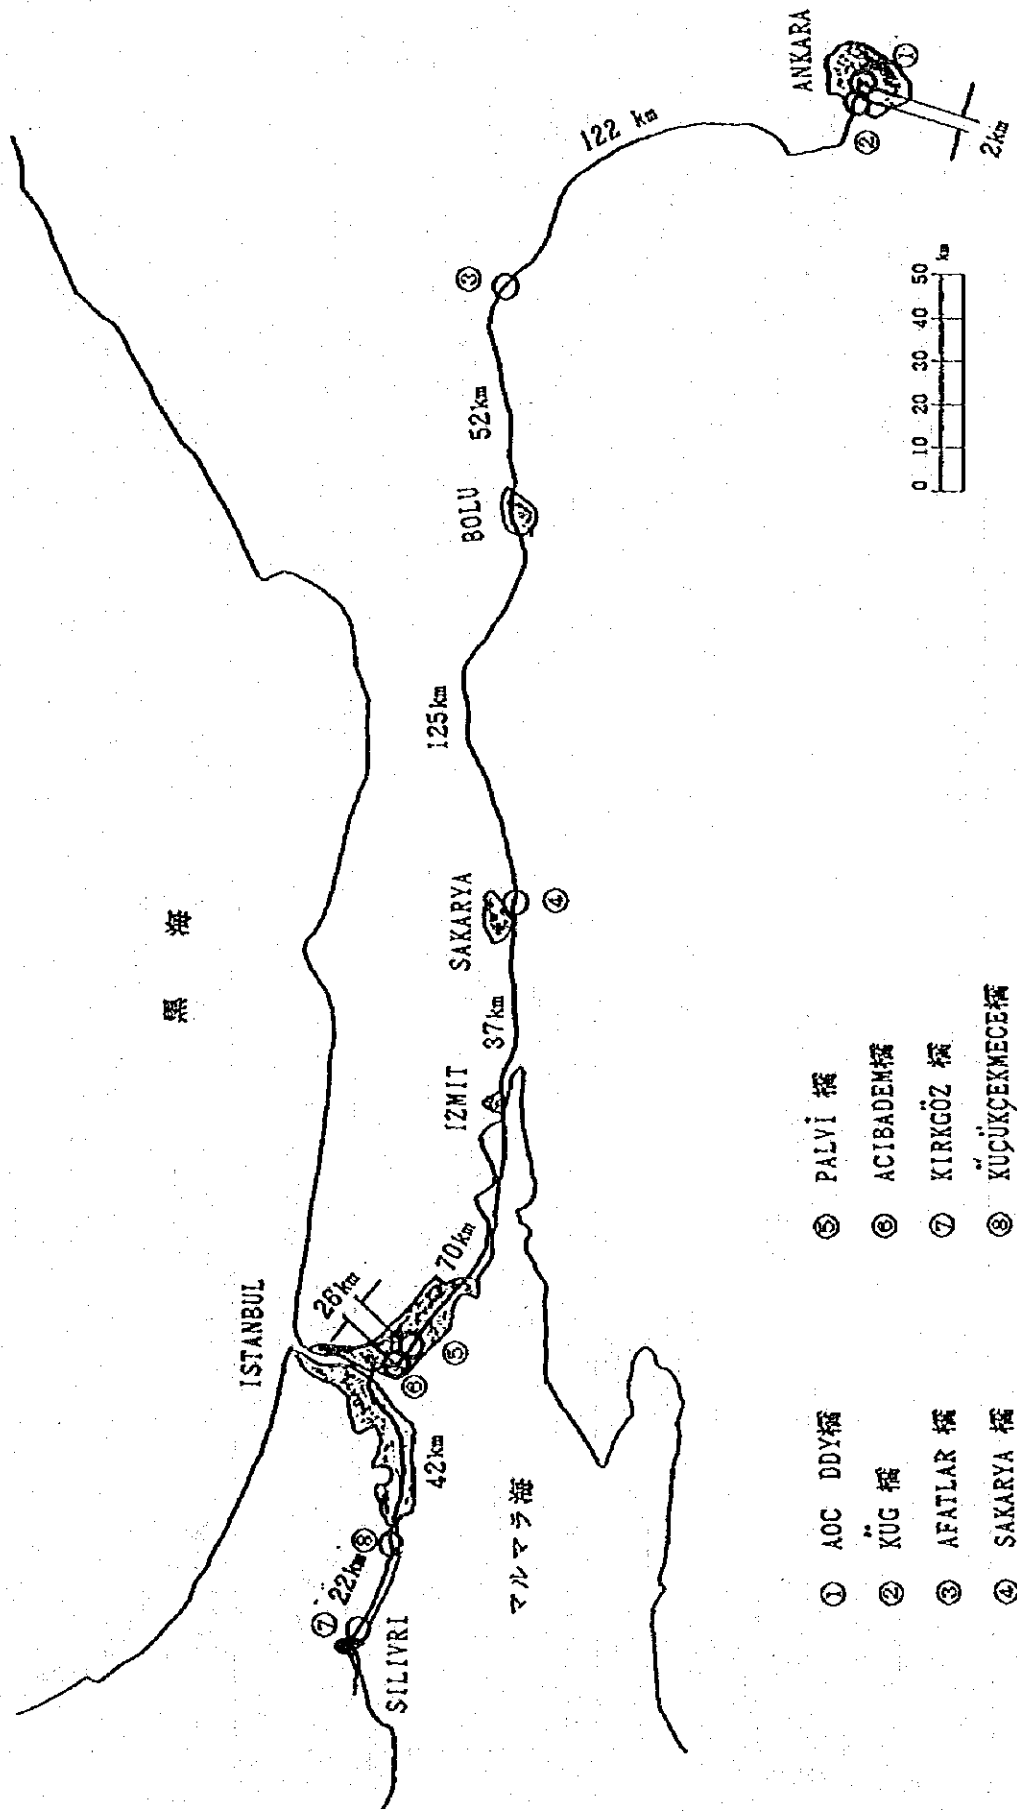 黒 海
ISTANBUL
SILIVRI
IZMIT
SAKARYA
BOLU
ANKARA
マルマラ海
⑦
22km
⑧
42km
⑥
26km
⑤
70km
37km
④
125km
52km
③
122 km
②
①
2km
0 10 20 30 40 50 km
① AOC DDY橋
② KÜG 橋
③ AFATLAR 橋
④ SAKARYA 橋
⑤ PALVİ 橋
⑥ ACIBADEM橋
⑦ KIRKGÖZ 橋
⑧ KÜÇÜKÇEKMECE橋